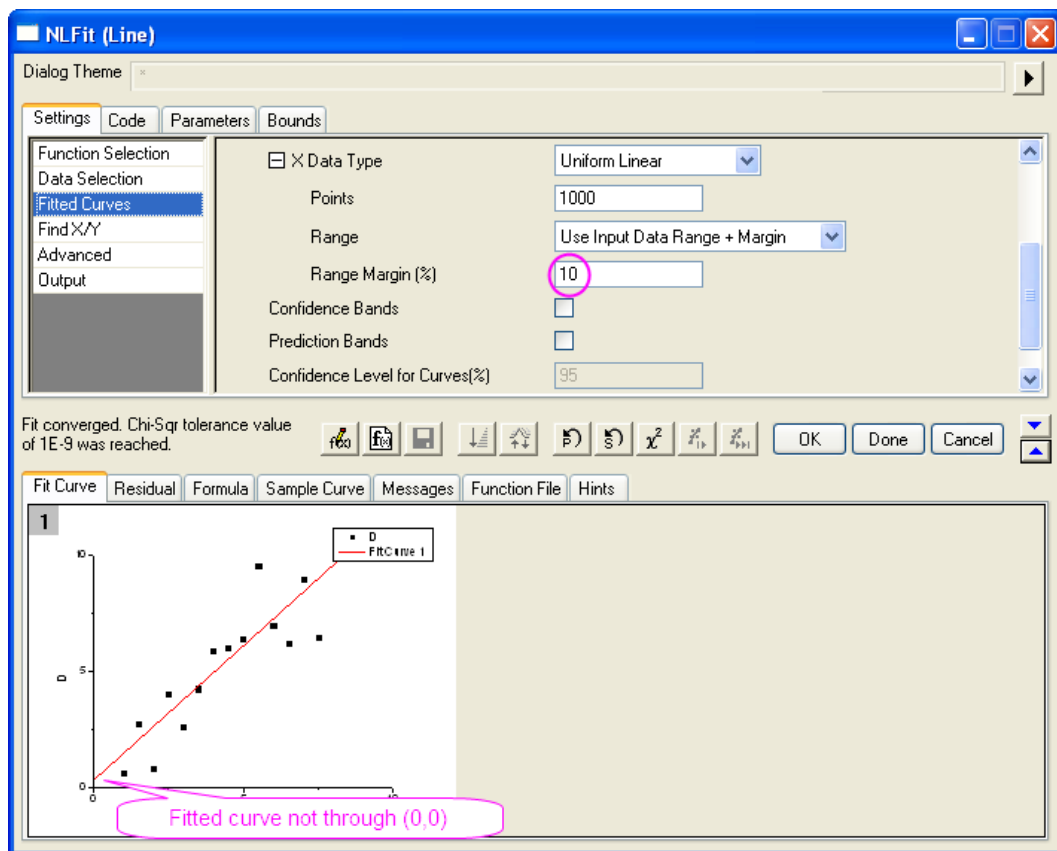 NLFit (Line)
Dialog Theme *
Settings Code Parameters Bounds
Function Selection
Data Selection
Fitted Curves
Find X/Y
Advanced
Output
X Data Type Uniform Linear
Points 1000
Range Use Input Data Range + Margin
Range Margin (%) 10
Confidence Bands
Prediction Bands
Confidence Level for Curves(%) 95
Fit converged. Chi-Sqr tolerance value
of 1E-9 was reached.
OK Done Cancel
Fit Curve Residual Formula Sample Curve Messages Function File Hints
1
D
FitCurve 1
10
5
D
0
0
Fitted curve not through (0,0)